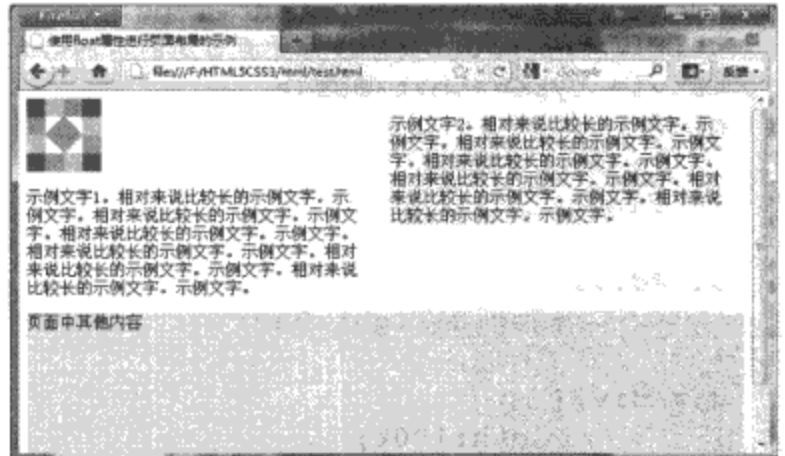 使用float属性进行页面布局的示例
file:///F:/HTML5CSS3/html/test.html
Google
反馈
示例文字1。相对来说比较长的示例文字。示
例文字。相对来说比较长的示例文字。示例文
字。相对来说比较长的示例文字。示例文字。
相对来说比较长的示例文字。示例文字。相对
来说比较长的示例文字。示例文字。相对来说
比较长的示例文字。示例文字。
示例文字2。相对来说比较长的示例文字。示
例文字。相对来说比较长的示例文字。示例文
字。相对来说比较长的示例文字。示例文字。
相对来说比较长的示例文字。示例文字。相对
来说比较长的示例文字。示例文字。相对来说
比较长的示例文字。示例文字。
页面中其他内容